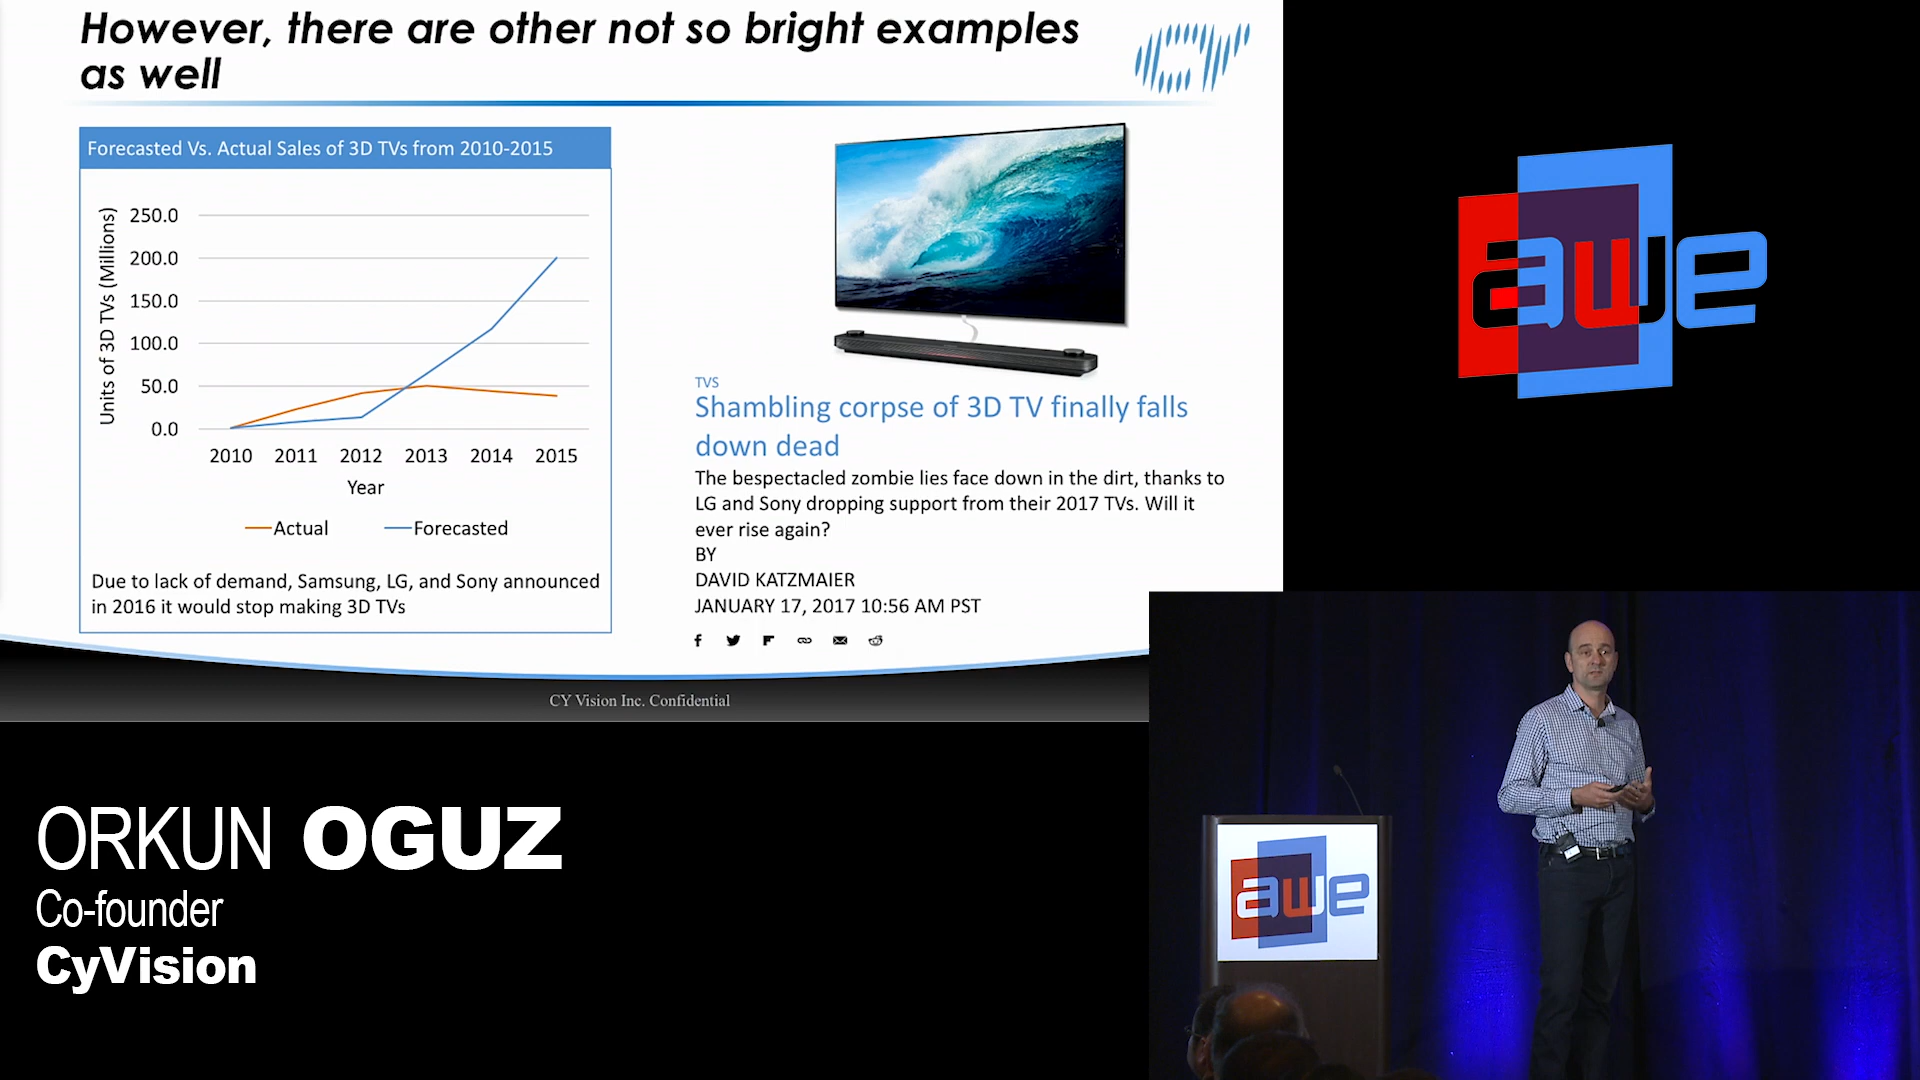 However, there are other not so bright examples
as well
CY
Forecasted Vs. Actual Sales of 3D TVs from 2010-2015
Units of 3D TVs (Millions)
250.0
200.0
150.0
100.0
50.0
0.0
2010 2011 2012 2013 2014 2015
Year
Actual Forecasted
Due to lack of demand, Samsung, LG, and Sony announced
in 2016 it would stop making 3D TVs
TVS
Shambling corpse of 3D TV finally falls
down dead
The bespectacled zombie lies face down in the dirt, thanks to
LG and Sony dropping support from their 2017 TVs. Will it
ever rise again?
BY
DAVID KATZMAIER
JANUARY 17, 2017 10:56 AM PST
CY Vision Inc. Confidential
awe
ORKUN OGUZ
Co-founder
CyVision
awe